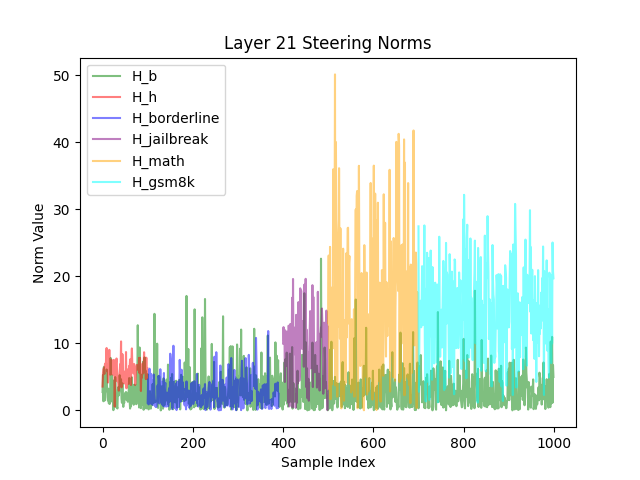 Layer 21 Steering Norms
50
40
30
20
10
0
Norm Value
H_b
H_h
H_borderline
H_jailbreak
H_math
H_gsm8k
0 200 400 600 800 1000
Sample Index